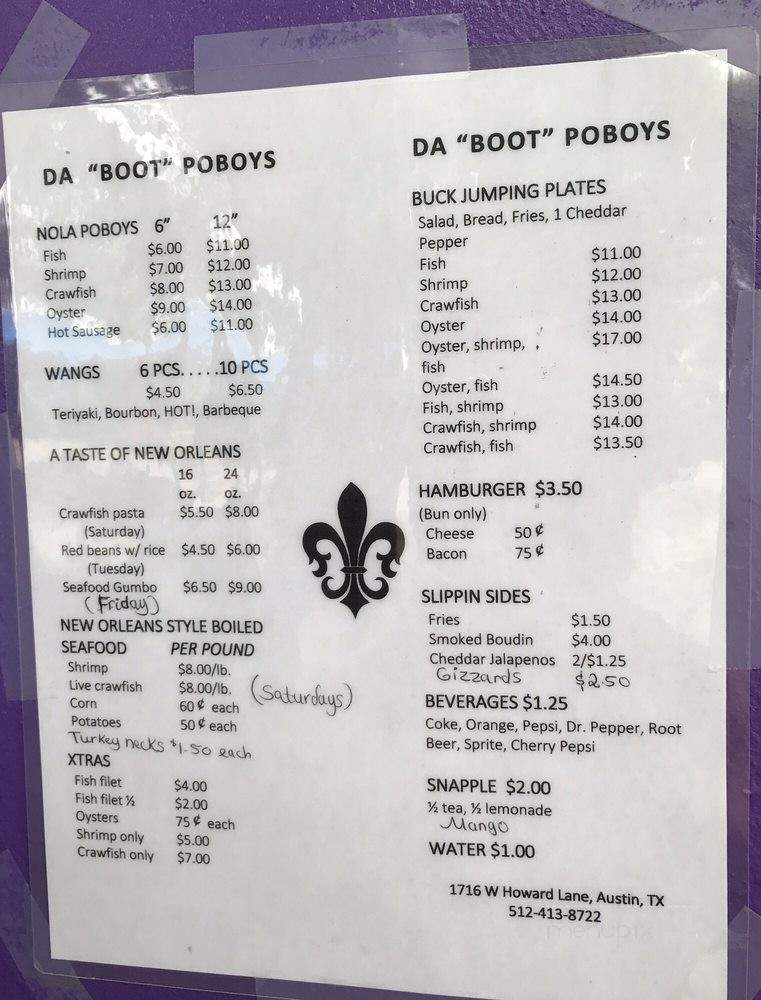 DA "BOOT" POBOYS
NOLA POBOYS 6" 12"
Fish $6.00 $11.00
Shrimp $7.00 $12.00
Crawfish $8.00 $13.00
Oyster $9.00 $14.00
Hot Sausage $6.00 $11.00
WANGS 6 PCS.....10 PCS
$4.50 $6.50
Teriyaki, Bourbon, HOT!, Barbeque
A TASTE OF NEW ORLEANS
16 24
oz. oz.
Crawfish pasta $5.50 $8.00
(Saturday)
Red beans w/ rice $4.50 $6.00
(Tuesday)
Seafood Gumbo $6.50 $9.00
(Friday)
NEW ORLEANS STYLE BOILED
SEAFOOD PER POUND
Shrimp $8.00/lb.
Live crawfish $8.00/lb. (Saturdays)
Corn 60¢ each
Potatoes 50¢ each
Turkey necks $1.50 each
XTRAS
Fish filet $4.00
Fish filet ½ $2.00
Oysters 75¢ each
Shrimp only $5.00
Crawfish only $7.00
DA "BOOT" POBOYS
BUCK JUMPING PLATES
Salad, Bread, Fries, 1 Cheddar
Pepper
Fish $11.00
Shrimp $12.00
Crawfish $13.00
Oyster $14.00
Oyster, shrimp, $17.00
fish
Oyster, fish $14.50
Fish, shrimp $13.00
Crawfish, shrimp $14.00
Crawfish, fish $13.50
HAMBURGER $3.50
(Bun only)
Cheese 50¢
Bacon 75¢
SLIPPIN SIDES
Fries $1.50
Smoked Boudin $4.00
Cheddar Jalapenos 2/$1.25
Gizzards $2.50
BEVERAGES $1.25
Coke, Orange, Pepsi, Dr. Pepper, Root
Beer, Sprite, Cherry Pepsi
SNAPPLE $2.00
½ tea, ½ lemonade
Mango
WATER $1.00
1716 W Howard Lane, Austin, TX
512-413-8722